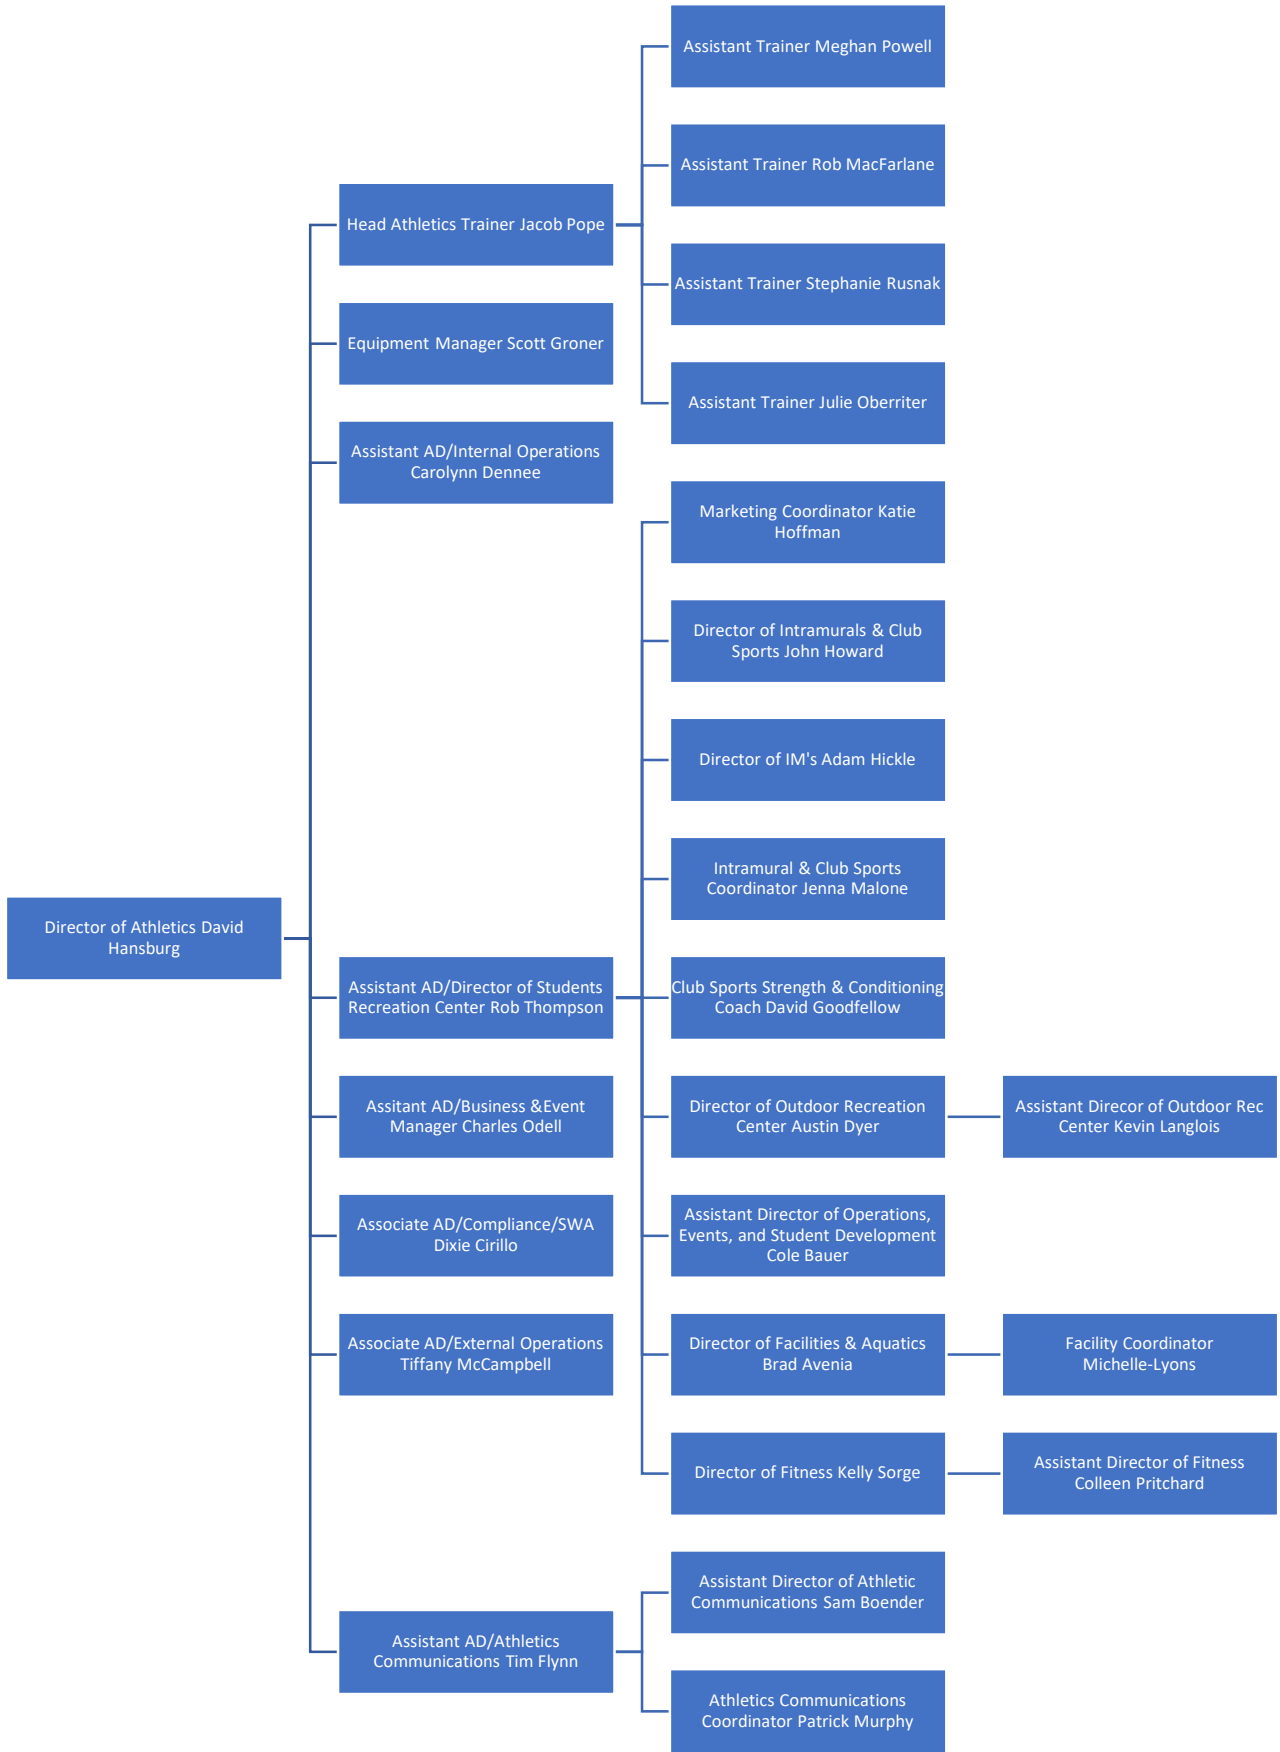 Assistant Trainer Meghan Powell
Assistant Trainer Rob MacFarlane
Head Athletics Trainer Jacob Pope
Assistant Trainer Stephanie Rusnak
Equipment Manager Scott Groner
Assistant Trainer Julie Oberriter
Assistant AD/Internal Operations
Carolynn Dennee
Marketing Coordinator Katie
Hoffman
Director of Intramurals & Club
Sports John Howard
Director of IM's Adam Hickle
Intramural & Club Sports
Coordinator Jenna Malone
Director of Athletics David
Hansburg
Assistant AD/Director of Students
Recreation Center Rob Thompson
Club Sports Strength & Conditioning
Coach David Goodfellow
Assitant AD/Business &Event
Manager Charles Odell
Director of Outdoor Recreation
Center Austin Dyer
Assistant Direcor of Outdoor Rec
Center Kevin Langlois
Associate AD/Compliance/SWA
Dixie Cirillo
Assistant Director of Operations,
Events, and Student Development
Cole Bauer
Associate AD/External Operations
Tiffany McCampbell
Director of Facilities & Aquatics
Brad Avenia
Facility Coordinator
Michelle-Lyons
Director of Fitness Kelly Sorge
Assistant Director of Fitness
Colleen Pritchard
Assistant Director of Athletic
Communications Sam Boender
Assistant AD/Athletics
Communications Tim Flynn
Athletics Communications
Coordinator Patrick Murphy